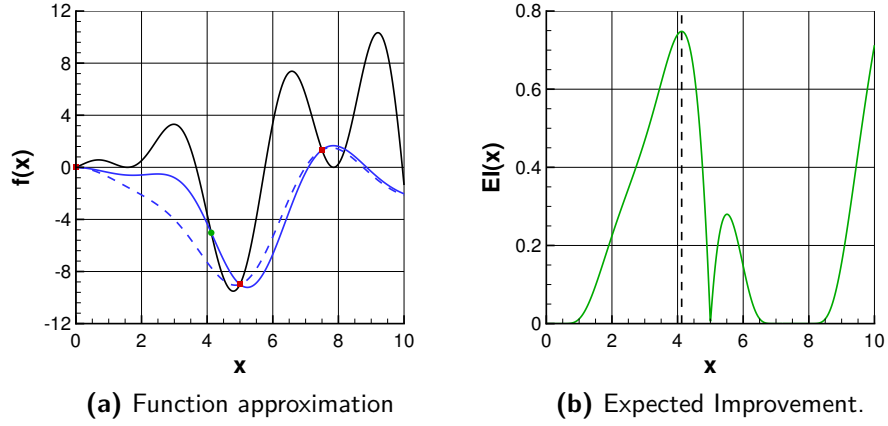 12
8
4
0
-4
-8
-12
f(x)
0 2 4 6 8 10
x
(a) Function approximation
0.8
0.6
0.4
0.2
0
EI(x)
0 2 4 6 8 10
x
(b) Expected Improvement.